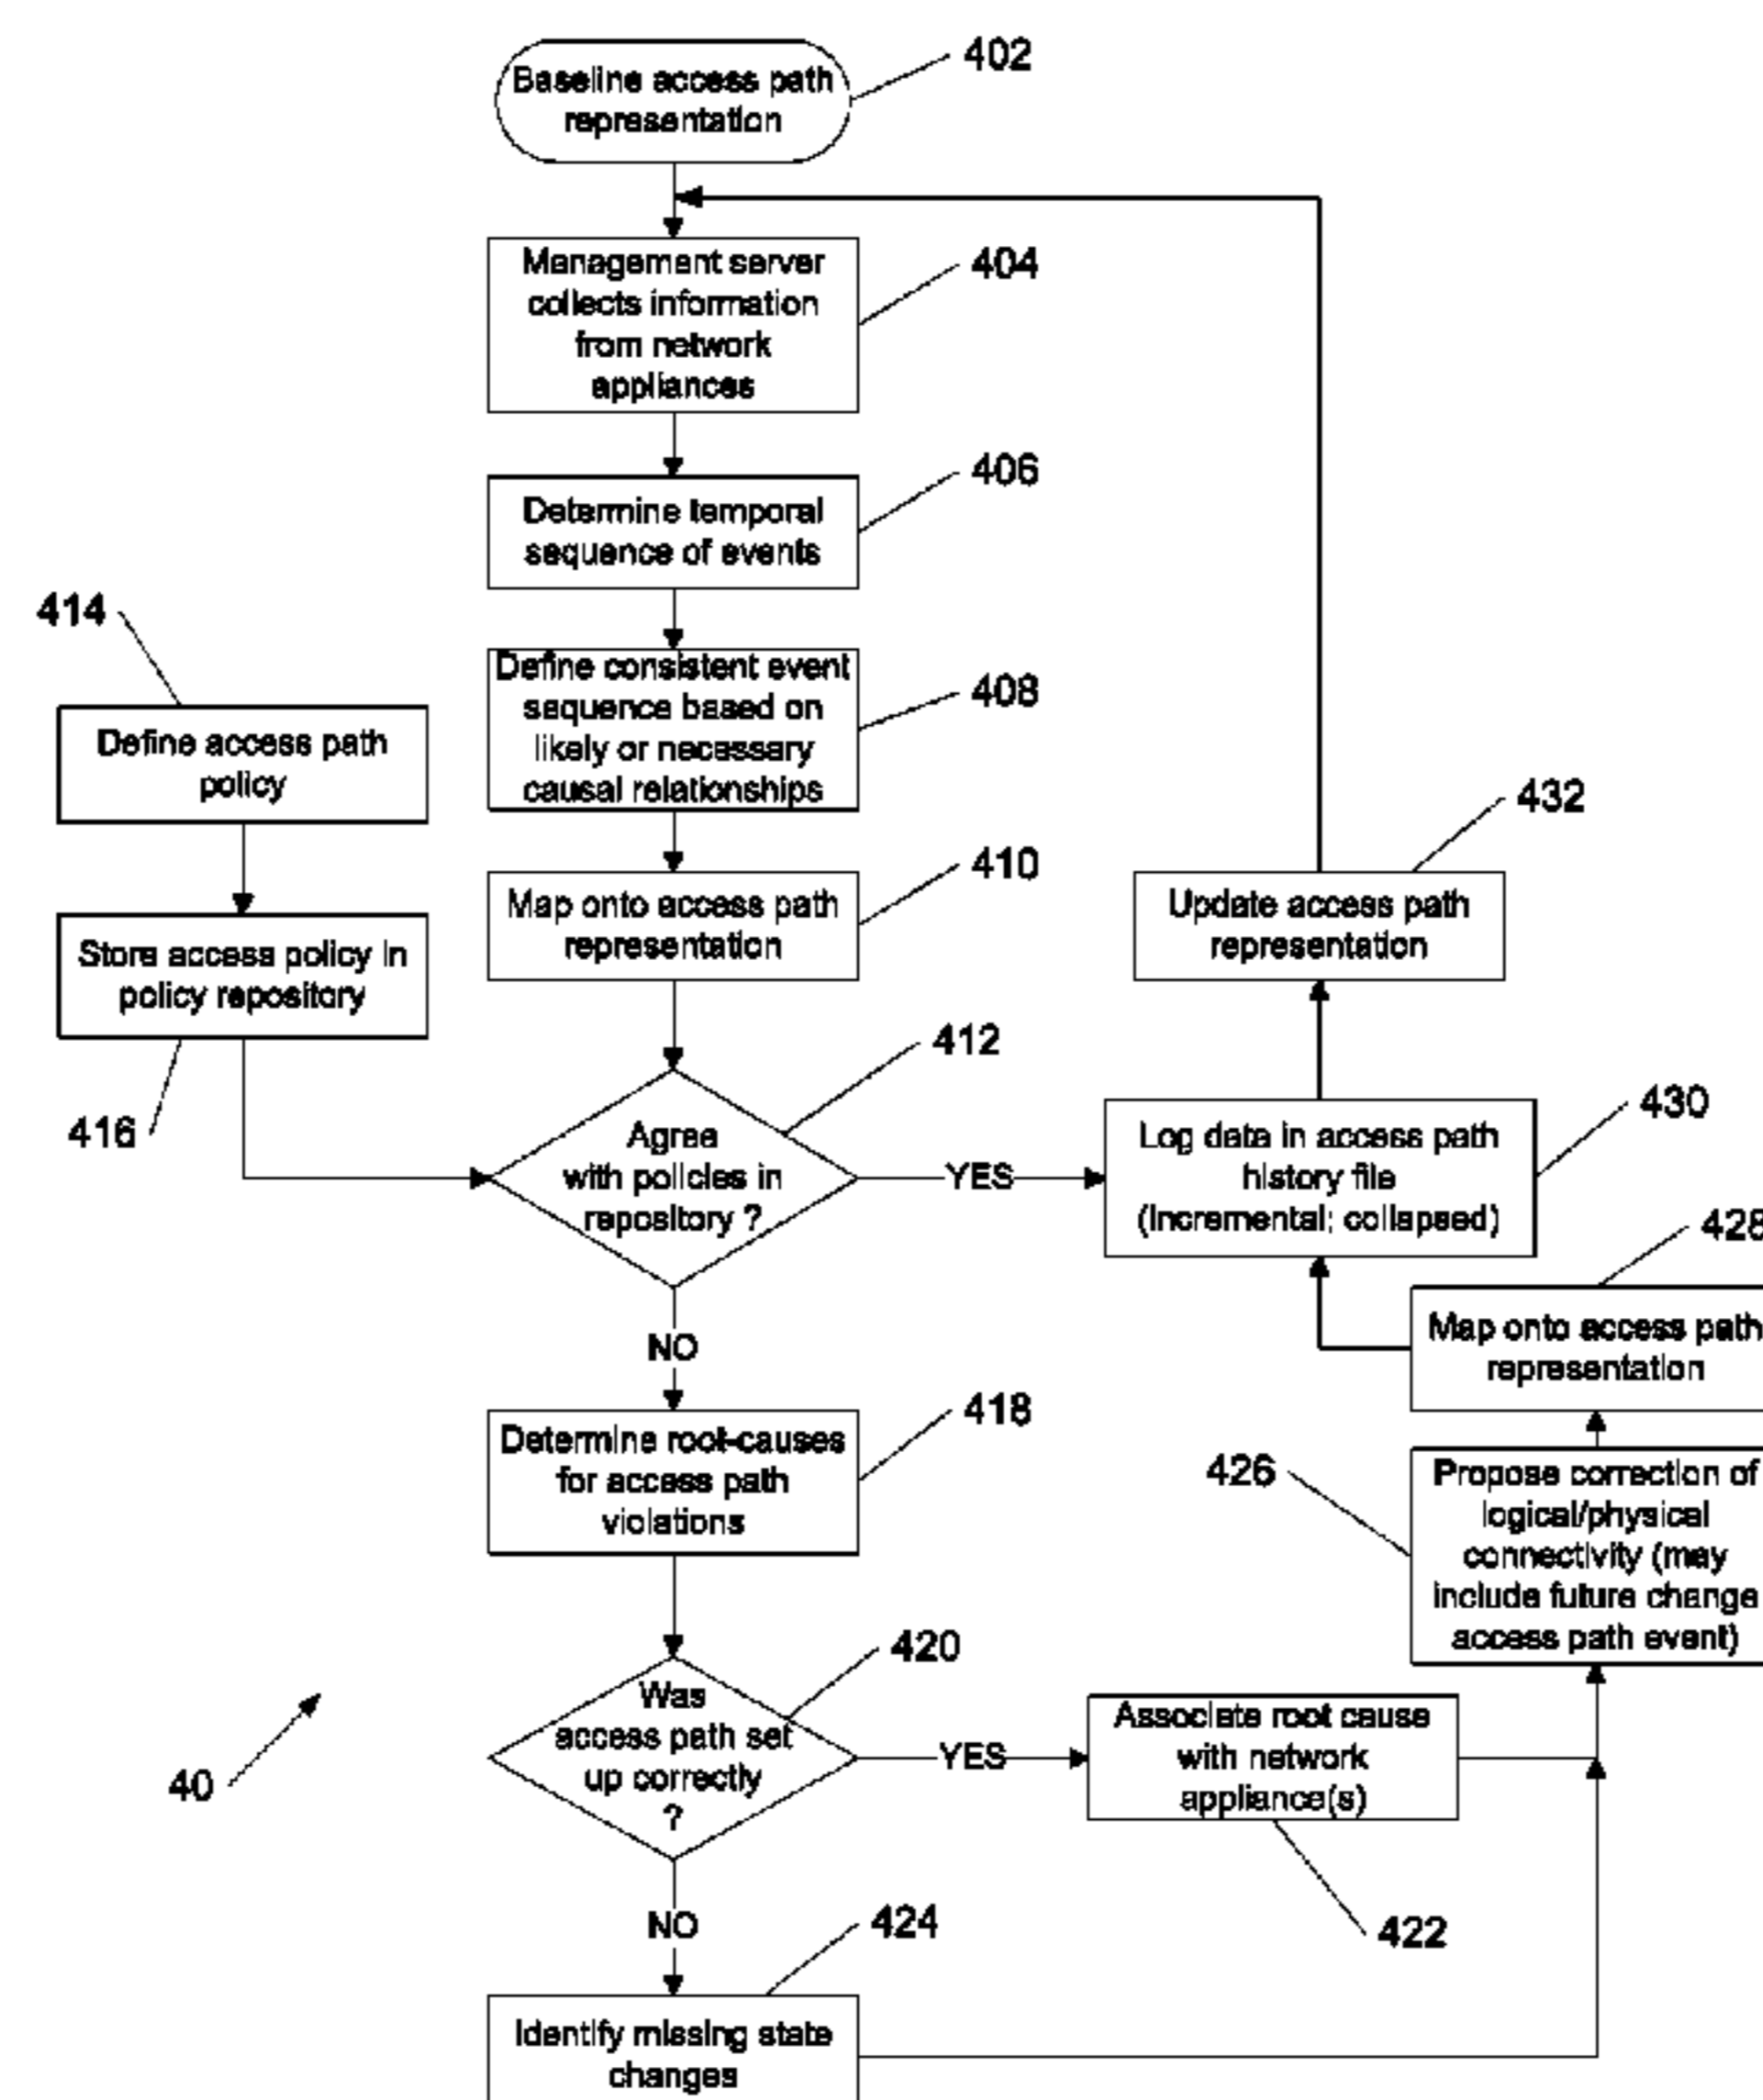 Baseline access path
representation
402
Management server
collects information
from network
appliances
404
Determine temporal
sequence of events
406
414
Define consistent event
sequence based on
likely or necessary
causal relationships
408
Define access path
policy
432
Map onto access path
representation
410
Update access path
representation
Store access policy in
policy repository
416
412
Agree
with policies in
repository ?
YES
Log data in access path
history file
(incremental; collapsed)
430
428
NO
Map onto access path
representation
Determine root-causes
for access path
violations
418
426
Propose correction of
logical/physical
connectivity (may
include future change
access path event)
420
Was
access path set
up correctly
?
YES
Associate root cause
with network
appliance(s)
40
422
NO
424
Identify missing state
changes